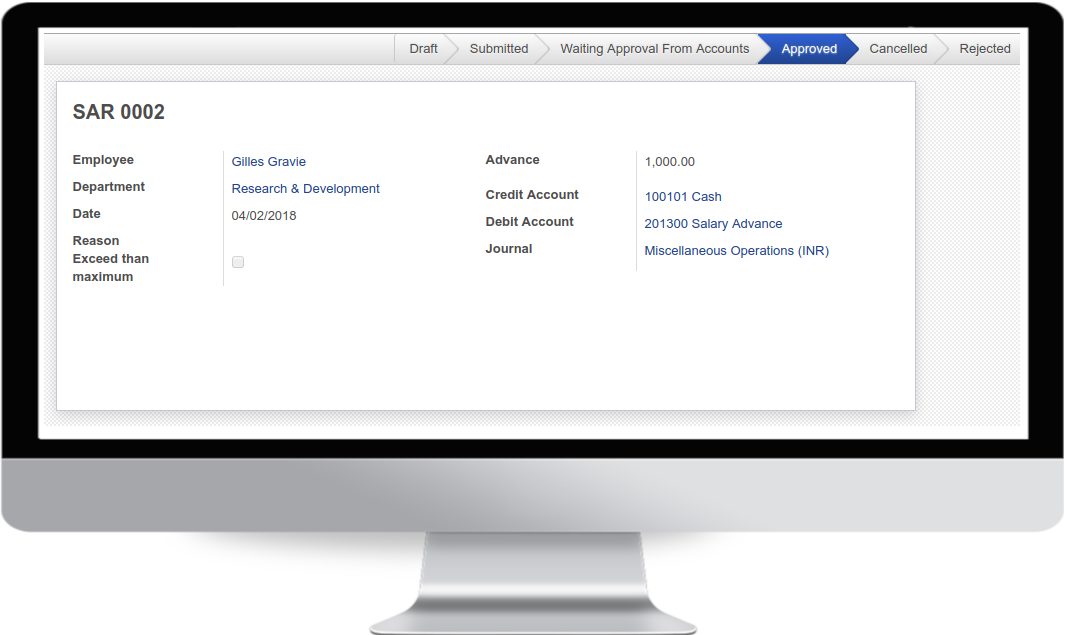 Draft Submitted Waiting Approval From Accounts Approved Cancelled Rejected
SAR 0002
Employee Gilles Gravie
Department Research & Development
Date 04/02/2018
Reason
Exceed than
maximum
Advance 1,000.00
Credit Account 100101 Cash
Debit Account 201300 Salary Advance
Journal Miscellaneous Operations (INR)